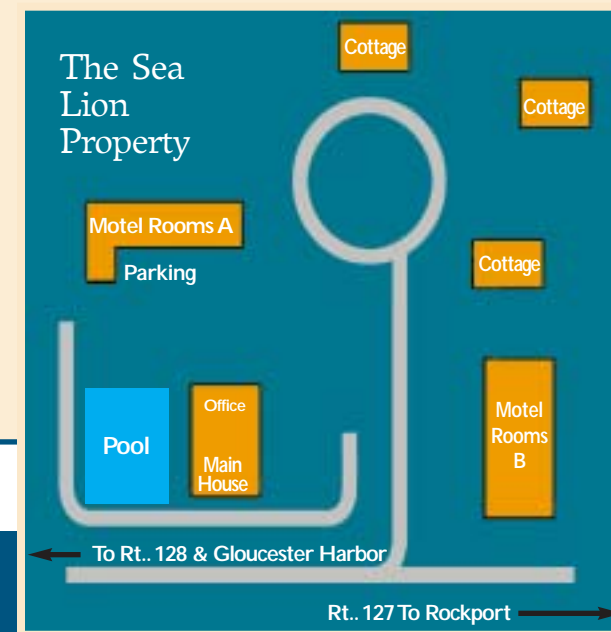 The Sea
Lion
Property
Cottage
Cottage
Motel Rooms A
Parking
Cottage
Office
Main
House
Pool
Motel
Rooms
B
To Rt.. 128 & Gloucester Harbor
Rt.. 127 To Rockport